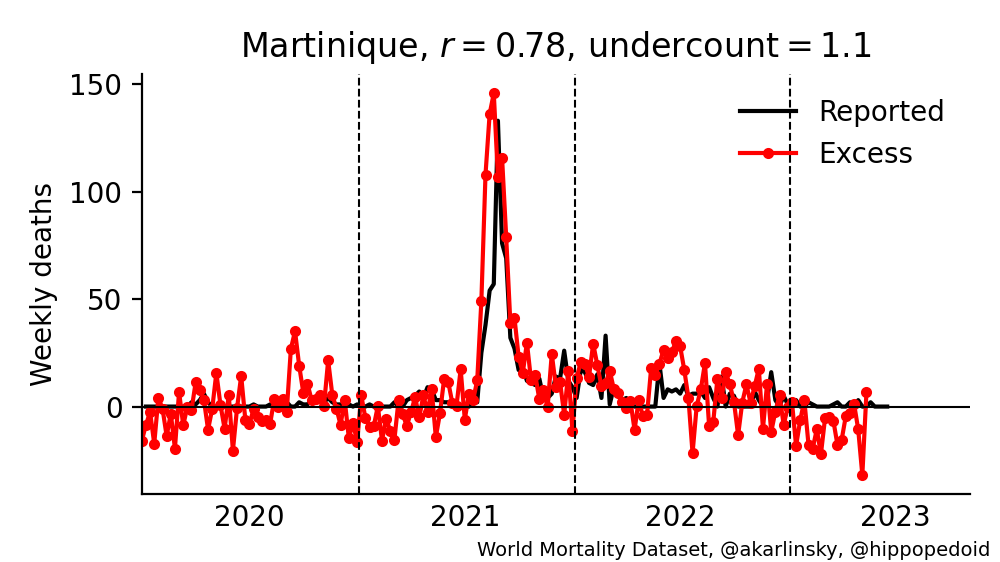 Martinique, r = 0.78, undercount = 1.1
150
100
50
0
Weekly deaths
Reported
Excess
2020
2021
2022
2023
World Mortality Dataset, @akarlinsky, @hippopedoid